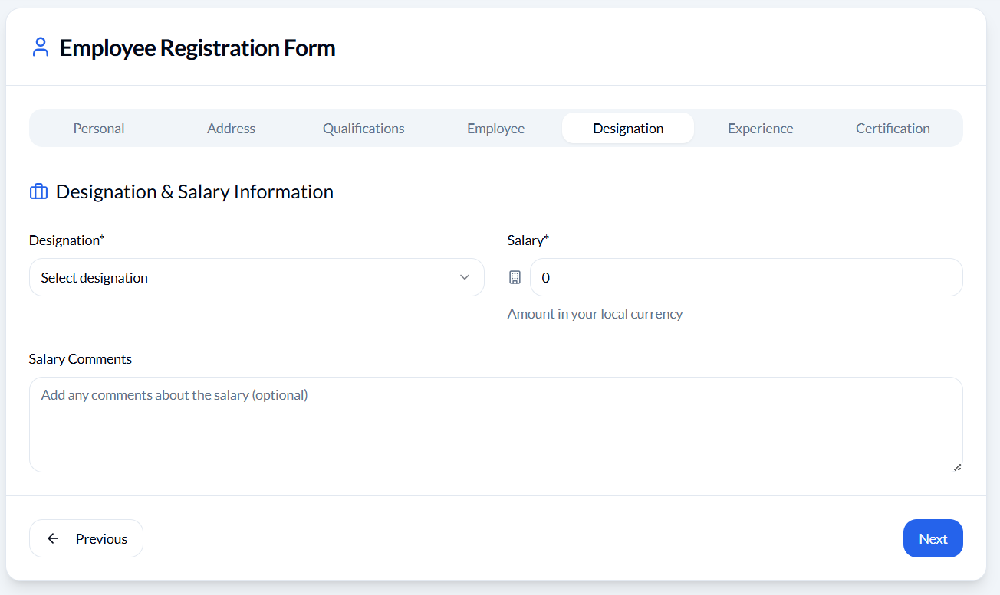 Employee Registration Form
Personal Address Qualifications Employee Designation Experience Certification
Designation & Salary Information
Designation* Salary*
Select designation 0
Amount in your local currency
Salary Comments
Add any comments about the salary (optional)
Previous Next